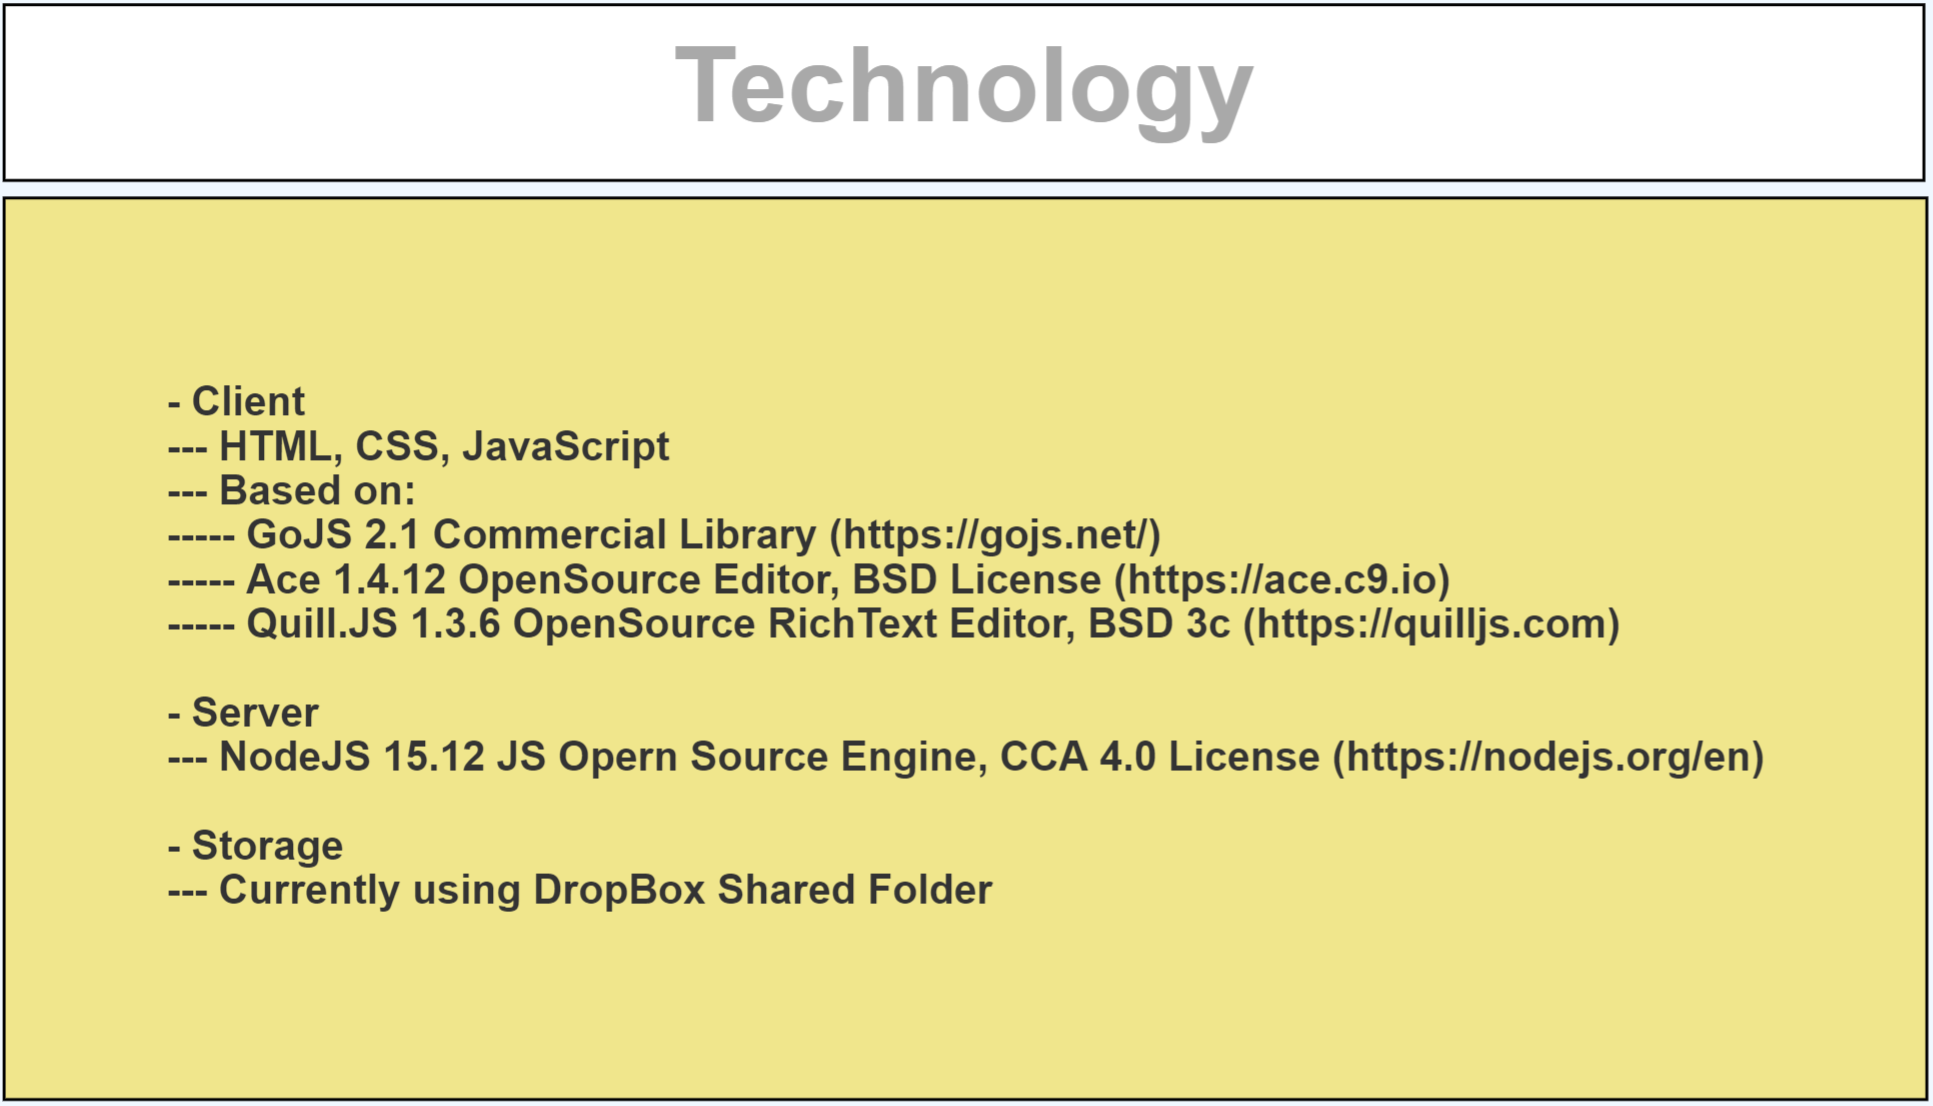 Technology
- Client
--- HTML, CSS, JavaScript
--- Based on:
----- GoJS 2.1 Commercial Library (https://gojs.net/)
----- Ace 1.4.12 OpenSource Editor, BSD License (https://ace.c9.io)
----- Quill.JS 1.3.6 OpenSource RichText Editor, BSD 3c (https://quilljs.com)
- Server
--- NodeJS 15.12 JS Opern Source Engine, CCA 4.0 License (https://nodejs.org/en)
- Storage
--- Currently using DropBox Shared Folder